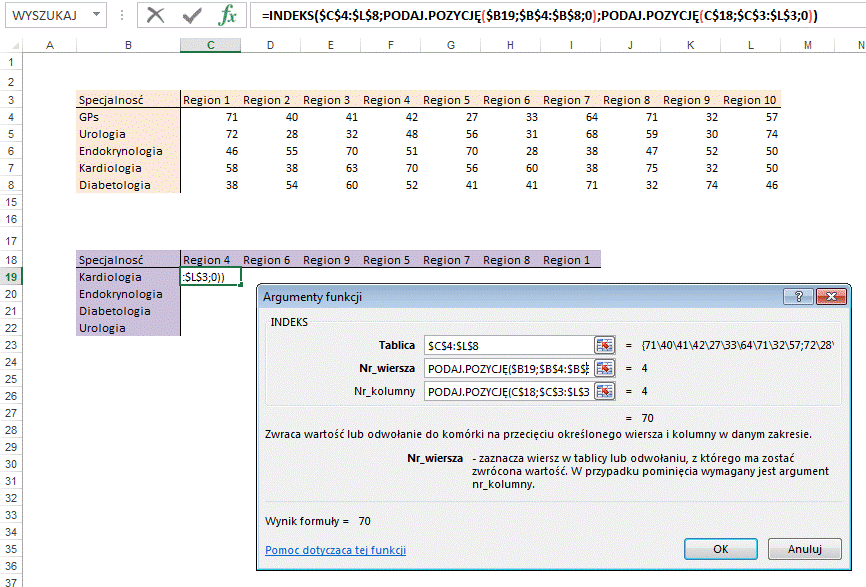 WYSZUKAJ =INDEKS($C$4:$L$8;PODAJ.POZYCJĘ($B19;$B$4:$B$8;0);PODAJ.POZYCJĘ(C$18;$C$3:$L$3;0))
A B C D E F G H I J K L M N
1
2
3 Specjalność Region 1 Region 2 Region 3 Region 4 Region 5 Region 6 Region 7 Region 8 Region 9 Region 10
4 GPs 71 40 41 42 27 33 64 71 32 57
5 Urologia 72 28 32 48 56 31 68 59 30 74
6 Endokrynologia 46 55 70 51 70 28 38 47 52 50
7 Kardiologia 58 38 63 70 56 60 38 75 32 50
8 Diabetologia 38 54 60 52 41 41 71 32 74 46
15
16
17
18 Specjalność Region 4 Region 6 Region 9 Region 5 Region 7 Region 8 Region 1
19 Kardiologia :$L$3;0))
20 Endokrynologia
21 Diabetologia
22 Urologia
23
24
25
26
27
28
29
30
31
32
33
34
35
36
37
Argumenty funkcji
INDEKS
Tablica $C$4:$L$8 = {71\40\41\42\27\33\64\71\32\57;72\28\
Nr_wiersza PODAJ.POZYCJĘ($B19;$B$4:$B$ = 4
Nr_kolumny PODAJ.POZYCJĘ(C$18;$C$3:$L$3 = 4
= 70
Zwraca wartość lub odwołanie do komórki na przecięciu określonego wiersza i kolumny w danym zakresie.
Nr_wiersza - zaznacza wiersz w tablicy lub odwołaniu, z którego ma zostać
zwrócona wartość. W przypadku pominięcia wymagany jest argument
nr_kolumny.
Wynik formuły = 70
Pomoc dotycząca tej funkcji
OK Anuluj